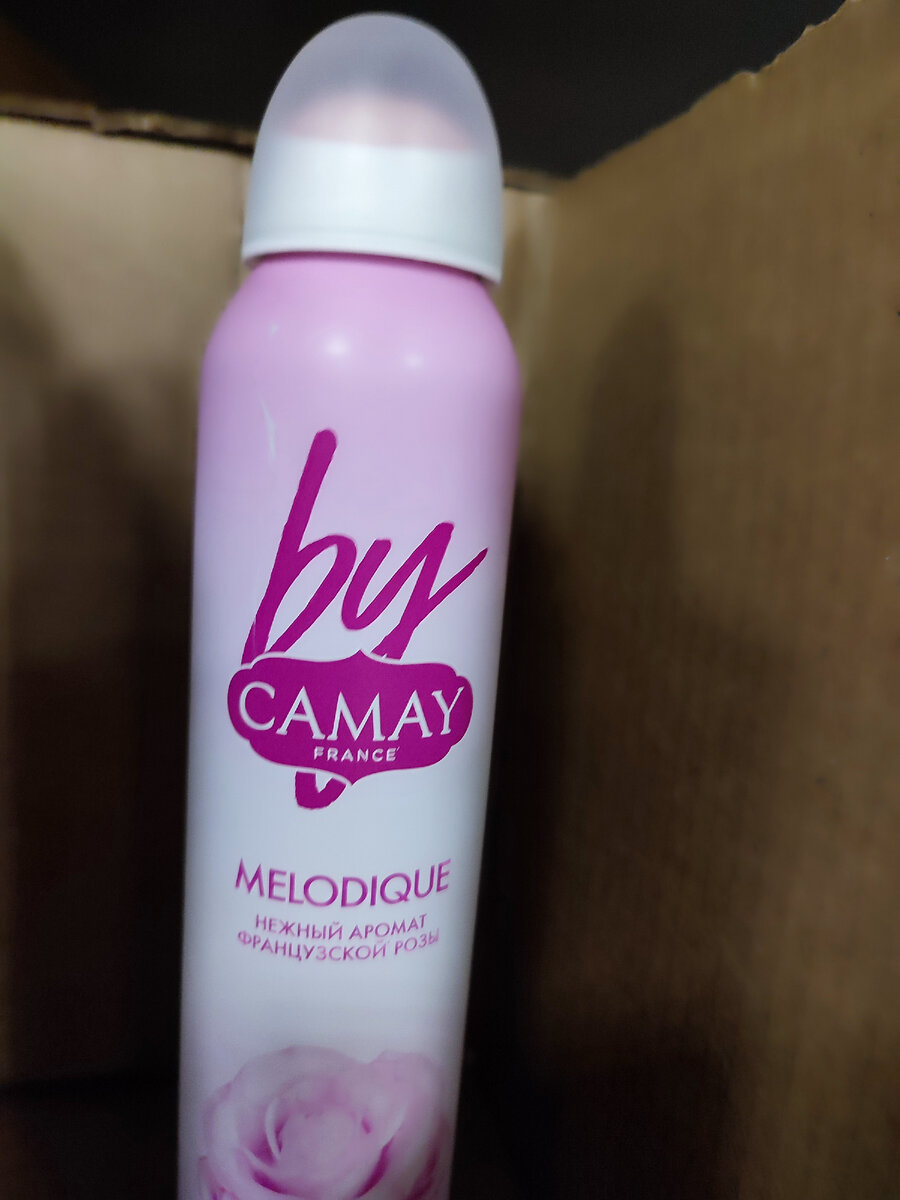 by
CAMAY
FRANCE
MELODIQUE
НЕЖНЫЙ АРОМАТ
ФРАНЦУЗСКОЙ РОЗЫ